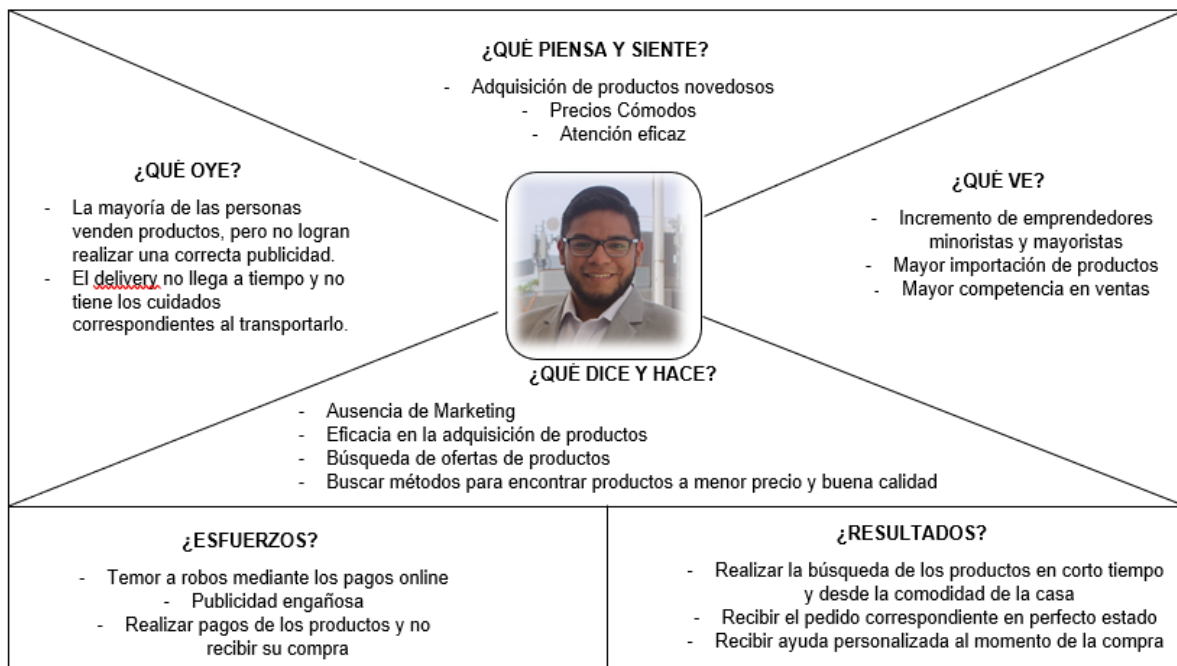 ¿QUÉ PIENSA Y SIENTE?
- Adquisición de productos novedosos
- Precios Cómodos
- Atención eficaz
¿QUÉ OYE?
- La mayoría de las personas
venden productos, pero no logran
realizar una correcta publicidad.
- El delivery no llega a tiempo y no
tiene los cuidados
correspondientes al transportarlo.
¿QUÉ VE?
- Incremento de emprendedores
minoristas y mayoristas
- Mayor importación de productos
- Mayor competencia en ventas
¿QUÉ DICE Y HACE?
- Ausencia de Marketing
- Eficacia en la adquisición de productos
- Búsqueda de ofertas de productos
- Buscar métodos para encontrar productos a menor precio y buena calidad
¿ESFUERZOS?
- Temor a robos mediante los pagos online
- Publicidad engañosa
- Realizar pagos de los productos y no
recibir su compra
¿RESULTADOS?
- Realizar la búsqueda de los productos en corto tiempo
y desde la comodidad de la casa
- Recibir el pedido correspondiente en perfecto estado
- Recibir ayuda personalizada al momento de la compra